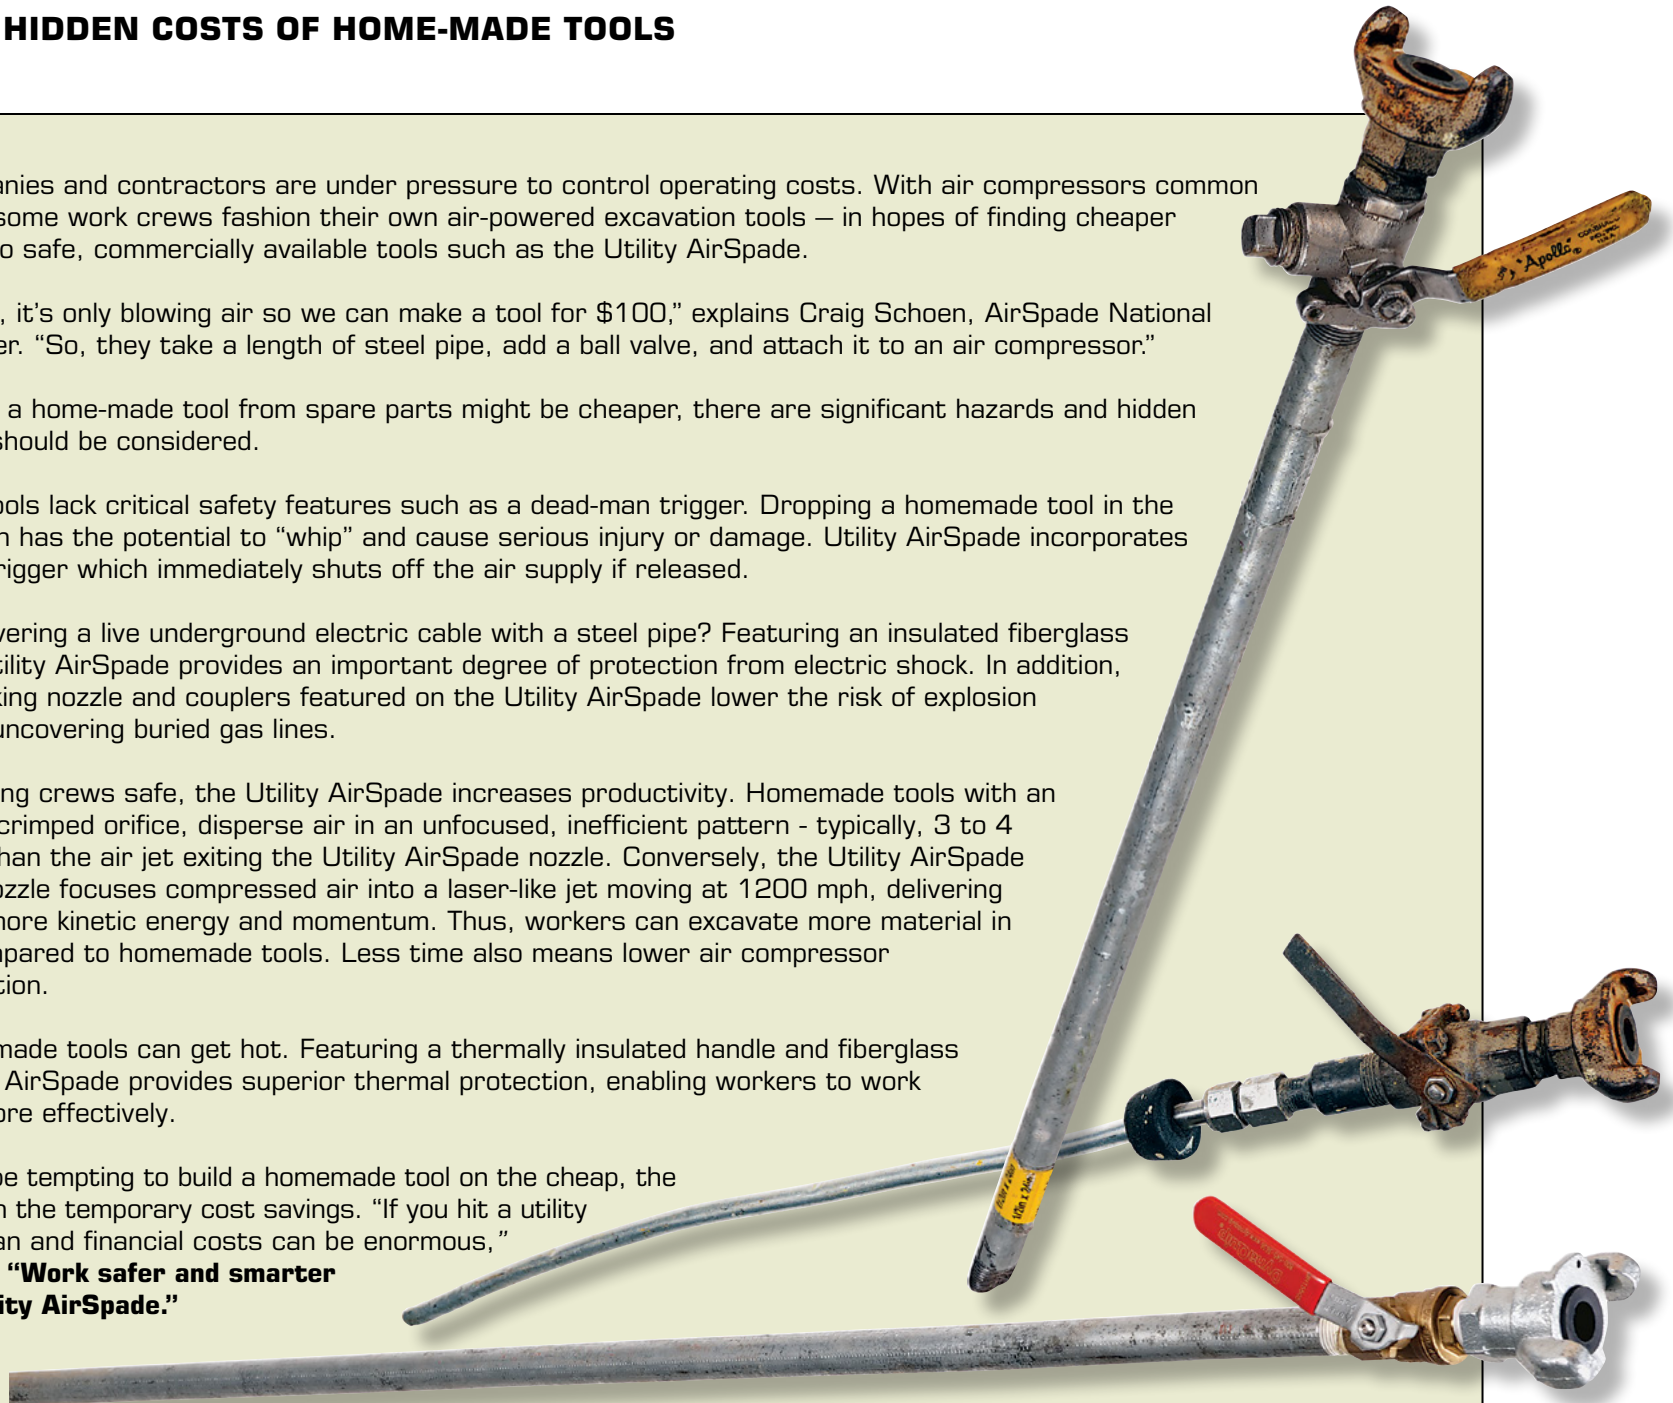 HIDDEN COSTS OF HOME-MADE TOOLS
anies and contractors are under pressure to control operating costs. With air compressors common
some work crews fashion their own air-powered excavation tools – in hopes of finding cheaper
o safe, commercially available tools such as the Utility AirSpade.
, it’s only blowing air so we can make a tool for $100,” explains Craig Schoen, AirSpade National
er. “So, they take a length of steel pipe, add a ball valve, and attach it to an air compressor.”
a home-made tool from spare parts might be cheaper, there are significant hazards and hidden
should be considered.
ools lack critical safety features such as a dead-man trigger. Dropping a homemade tool in the
n has the potential to “whip” and cause serious injury or damage. Utility AirSpade incorporates
rigger which immediately shuts off the air supply if released.
vering a live underground electric cable with a steel pipe? Featuring an insulated fiberglass
tility AirSpade provides an important degree of protection from electric shock. In addition,
king nozzle and couplers featured on the Utility AirSpade lower the risk of explosion
uncovering buried gas lines.
ng crews safe, the Utility AirSpade increases productivity. Homemade tools with an
crimped orifice, disperse air in an unfocused, inefficient pattern - typically, 3 to 4
han the air jet exiting the Utility AirSpade nozzle. Conversely, the Utility AirSpade
ozzle focuses compressed air into a laser-like jet moving at 1200 mph, delivering
more kinetic energy and momentum. Thus, workers can excavate more material in
mpared to homemade tools. Less time also means lower air compressor
tion.
made tools can get hot. Featuring a thermally insulated handle and fiberglass
AirSpade provides superior thermal protection, enabling workers to work
ore effectively.
be tempting to build a homemade tool on the cheap, the
n the temporary cost savings. “If you hit a utility
an and financial costs can be enormous,”
“Work safer and smarter
ity AirSpade.”
"Apollo"